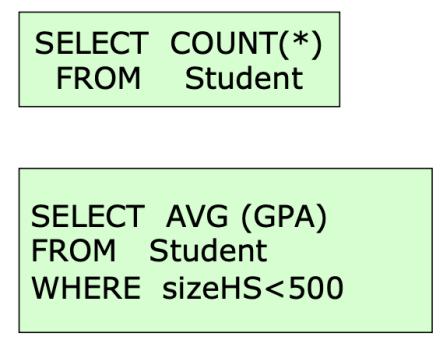 SELECT COUNT(*)
FROM Student
SELECT AVG (GPA)
FROM Student
WHERE sizeHS<500